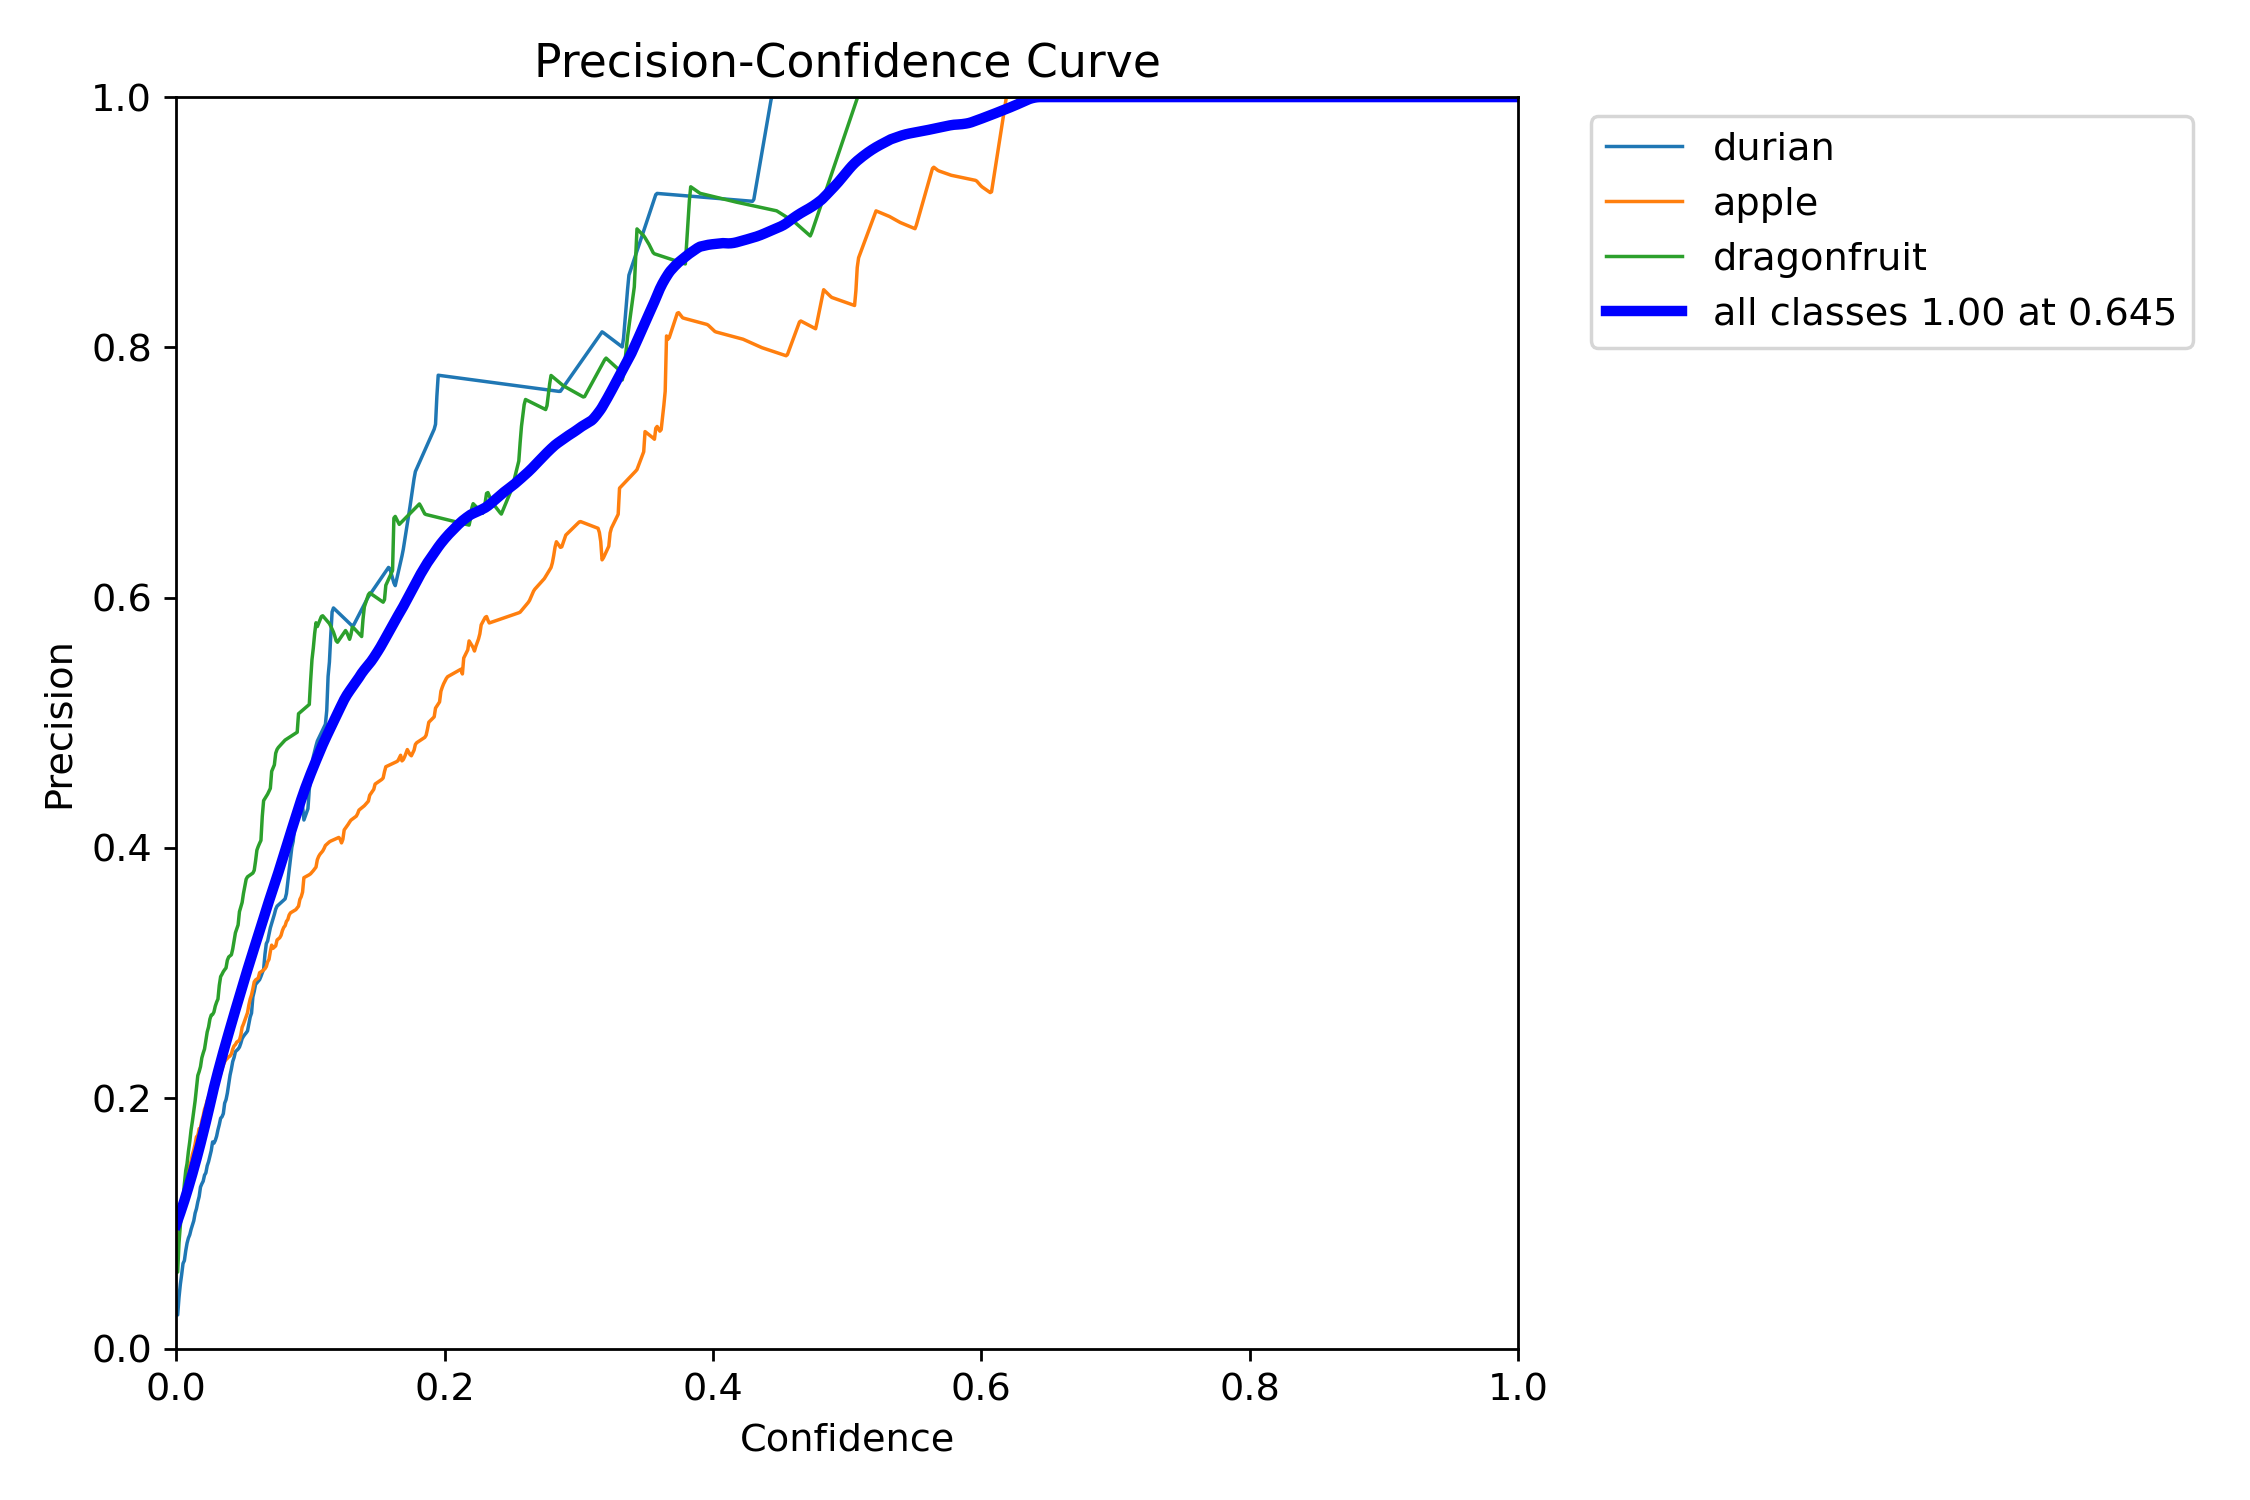 Precision-Confidence Curve
1.0
0.8
0.6
0.4
0.2
0.0
Precision
0.0 0.2 0.4 0.6 0.8 1.0
Confidence
durian
apple
dragonfruit
all classes 1.00 at 0.645